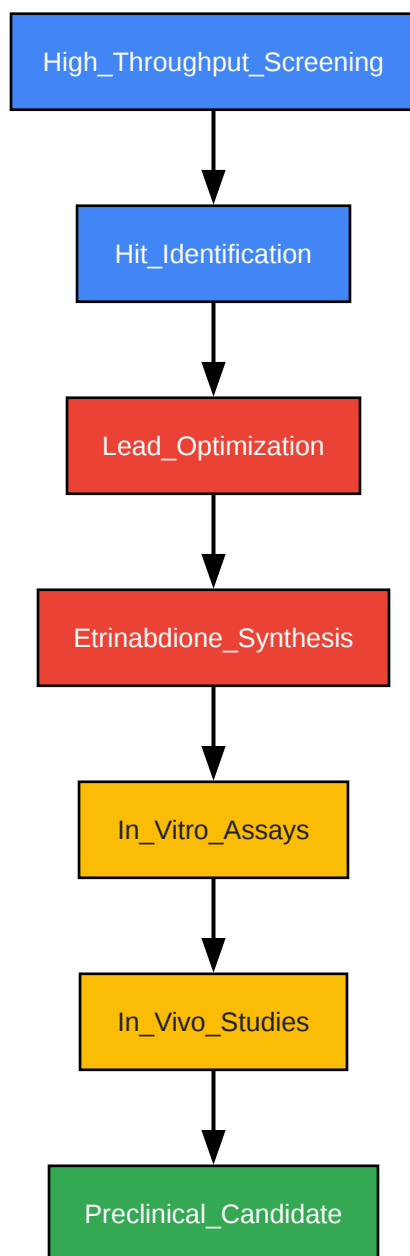 High_Throughput_Screening
Hit_Identification
Lead_Optimization
Etrinabdione_Synthesis
In_Vitro_Assays
In_Vivo_Studies
Preclinical_Candidate